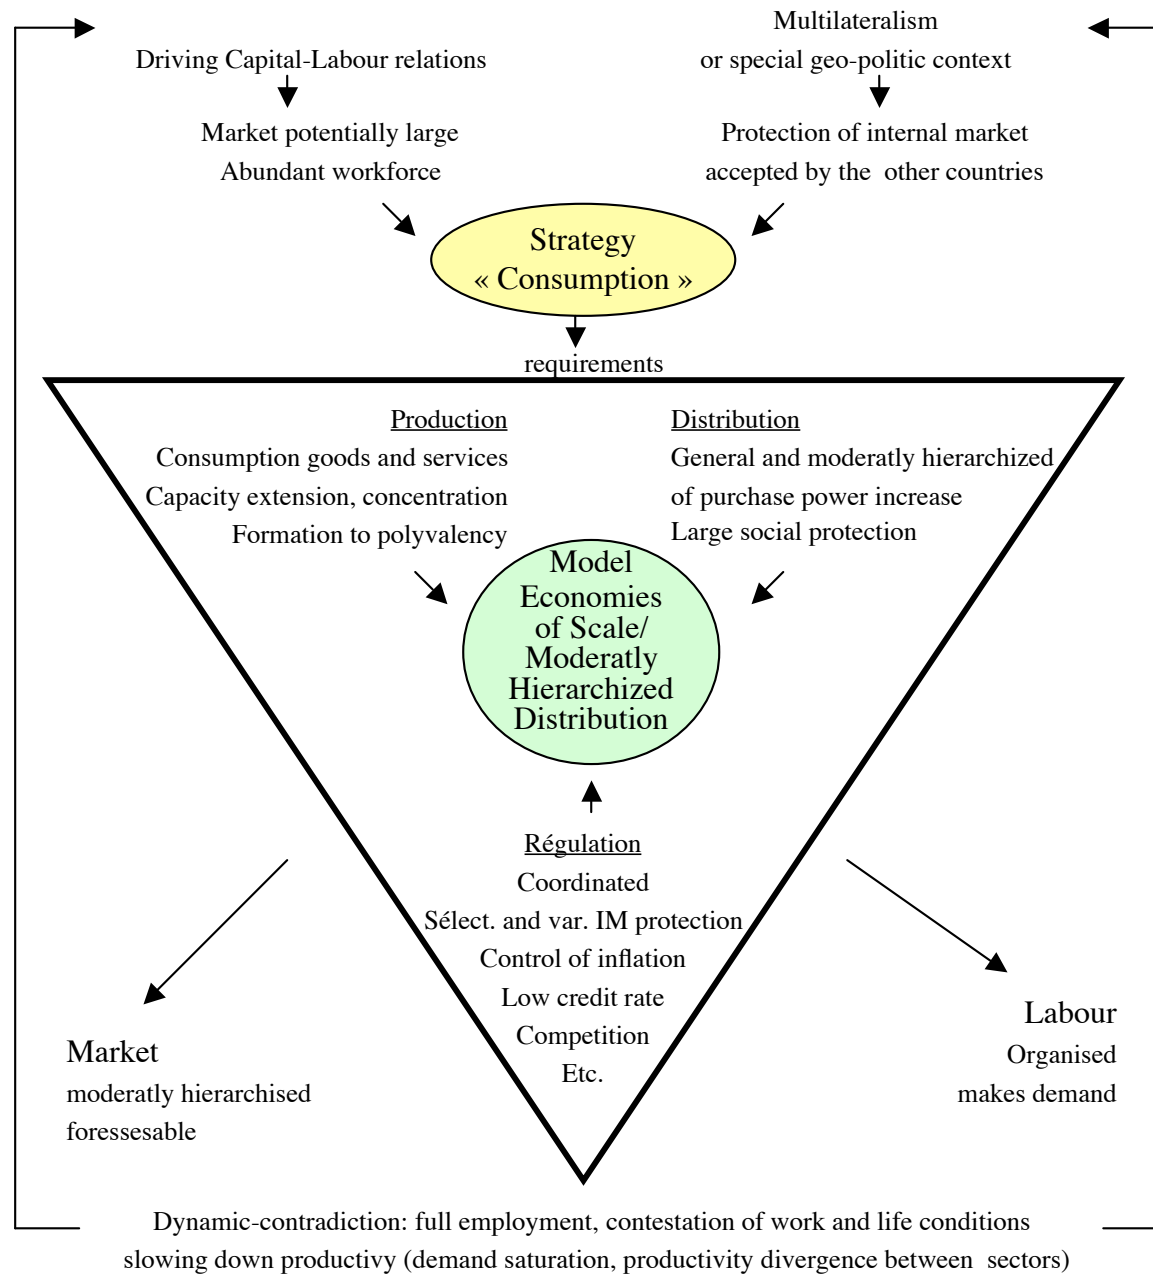 Multilateralism
Driving Capital-Labour relations
or special geo-politic context
Market potentially large
Abundant workforce
Protection of internal market
accepted by the other countries
Strategy
« Consumption »
requirements
Production
Consumption goods and services
Capacity extension, concentration
Formation to polyvalency
Distribution
General and moderatly hierarchized
of purchase power increase
Large social protection
Model
Economies
of Scale/
Moderatly
Hierarchized
Distribution
Régulation
Coordinated
Sélect. and var. IM protection
Control of inflation
Low credit rate
Competition
Etc.
Market
moderatly hierarchised
foressesable
Labour
Organised
makes demand
Dynamic-contradiction: full employment, contestation of work and life conditions
slowing down productivy (demand saturation, productivity divergence between sectors)